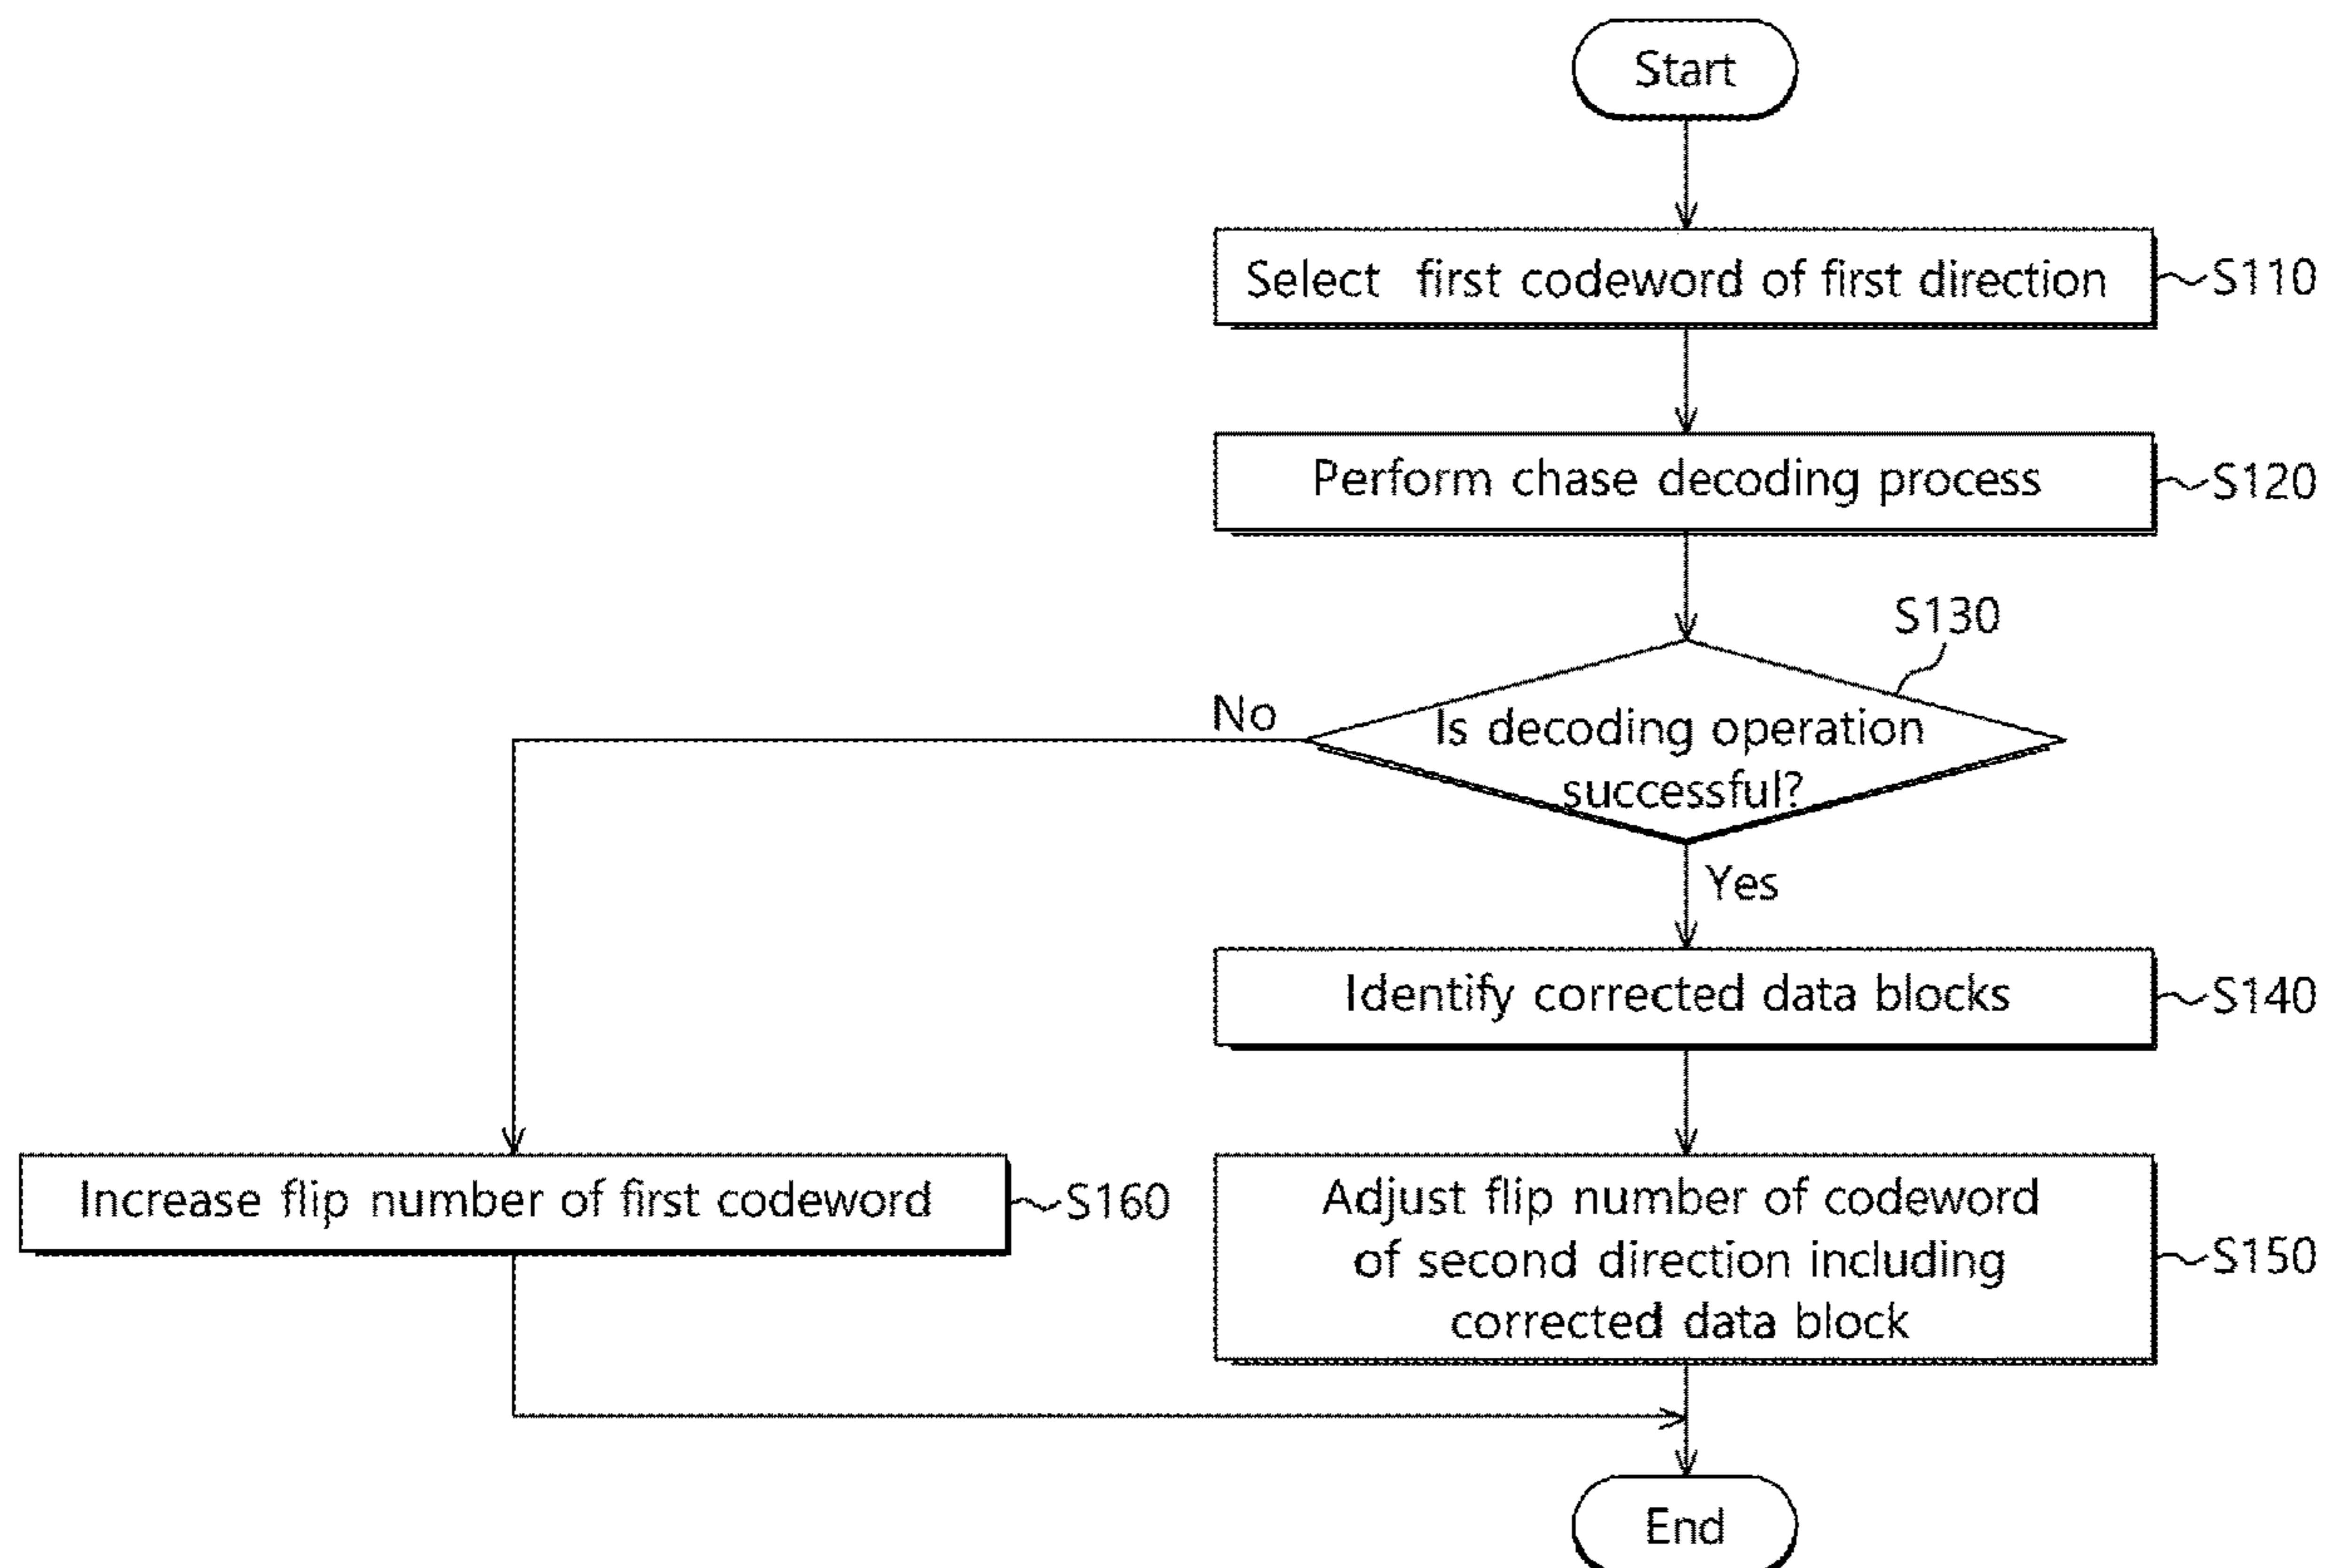 Start
Select first codeword of first direction
S110
Perform chase decoding process
S120
S130
Is decoding operation
successful?
No
Yes
Identify corrected data blocks
S140
Increase flip number of first codeword
S160
Adjust flip number of codeword
of second direction including
corrected data block
S150
End